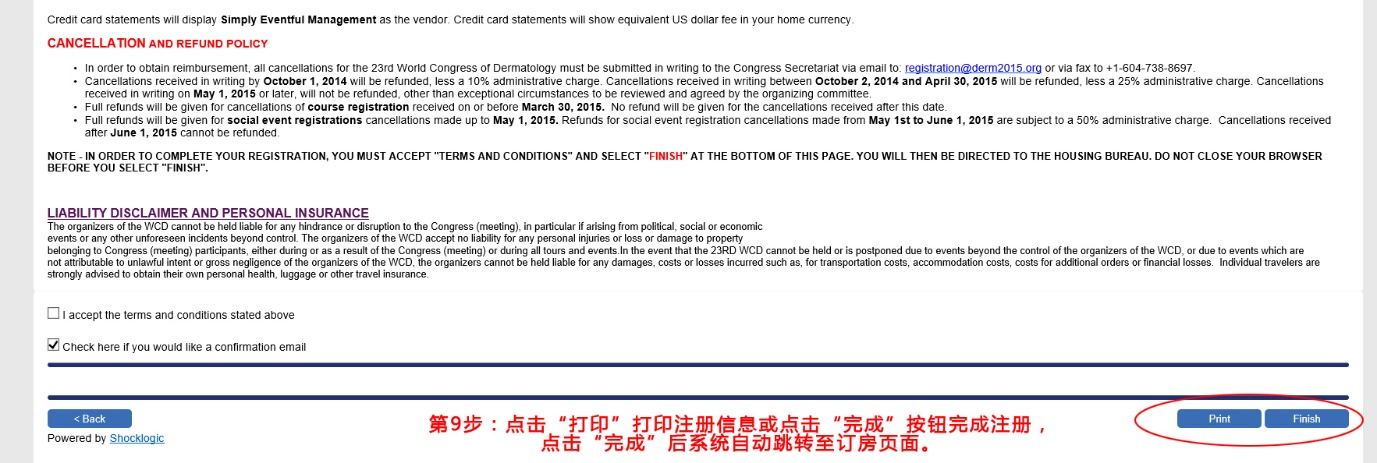 Credit card statements will display Simply Eventful Management as the vendor. Credit card statements will show equivalent US dollar fee in your home currency.
CANCELLATION AND REFUND POLICY
• In order to obtain reimbursement, all cancellations for the 23rd World Congress of Dermatology must be submitted in writing to the Congress Secretariat via email to: registration@derm2015.org or via fax to +1-604-738-8697.
• Cancellations received in writing by October 1, 2014 will be refunded, less a 10% administrative charge. Cancellations received in writing between October 2, 2014 and April 30, 2015 will be refunded, less a 25% administrative charge. Cancellations
received in writing on May 1, 2015 or later, will not be refunded, other than exceptional circumstances to be reviewed and agreed by the organizing committee.
• Full refunds will be given for cancellations of course registration received on or before March 30, 2015. No refund will be given for the cancellations received after this date.
• Full refunds will be given for social event registrations cancellations made up to May 1, 2015. Refunds for social event registration cancellations made from May 1st to June 1, 2015 are subject to a 50% administrative charge. Cancellations received
after June 1, 2015 cannot be refunded.
NOTE - IN ORDER TO COMPLETE YOUR REGISTRATION, YOU MUST ACCEPT "TERMS AND CONDITIONS" AND SELECT "FINISH" AT THE BOTTOM OF THIS PAGE. YOU WILL THEN BE DIRECTED TO THE HOUSING BUREAU. DO NOT CLOSE YOUR BROWSER
BEFORE YOU SELECT "FINISH".
LIABILITY DISCLAIMER AND PERSONAL INSURANCE
The organizers of the WCD cannot be held liable for any hindrance or disruption to the Congress (meeting), in particular if arising from political, social or economic
events or any other unforeseen incidents beyond control. The organizers of the WCD accept no liability for any personal injuries or loss or damage to property
belonging to Congress (meeting) participants, either during or as a result of the Congress (meeting) or during all tours and events.In the event that the 23RD WCD cannot be held or is postponed due to events beyond the control of the organizers of the WCD, or due to events which are
not attributable to unlawful intent or gross negligence of the organizers of the WCD, the organizers cannot be held liable for any damages, costs or losses incurred such as, for transportation costs, accommodation costs, costs for additional orders or financial losses. Individual travelers are
strongly advised to obtain their own personal health, luggage or other travel insurance.
I accept the terms and conditions stated above
Check here if you would like a confirmation email
< Back
Print
Finish
第9步：点击“打印”打印注册信息或点击“完成”按钮完成注册，
点击“完成”后系统自动跳转至订房页面。
Powered by Shocklogic